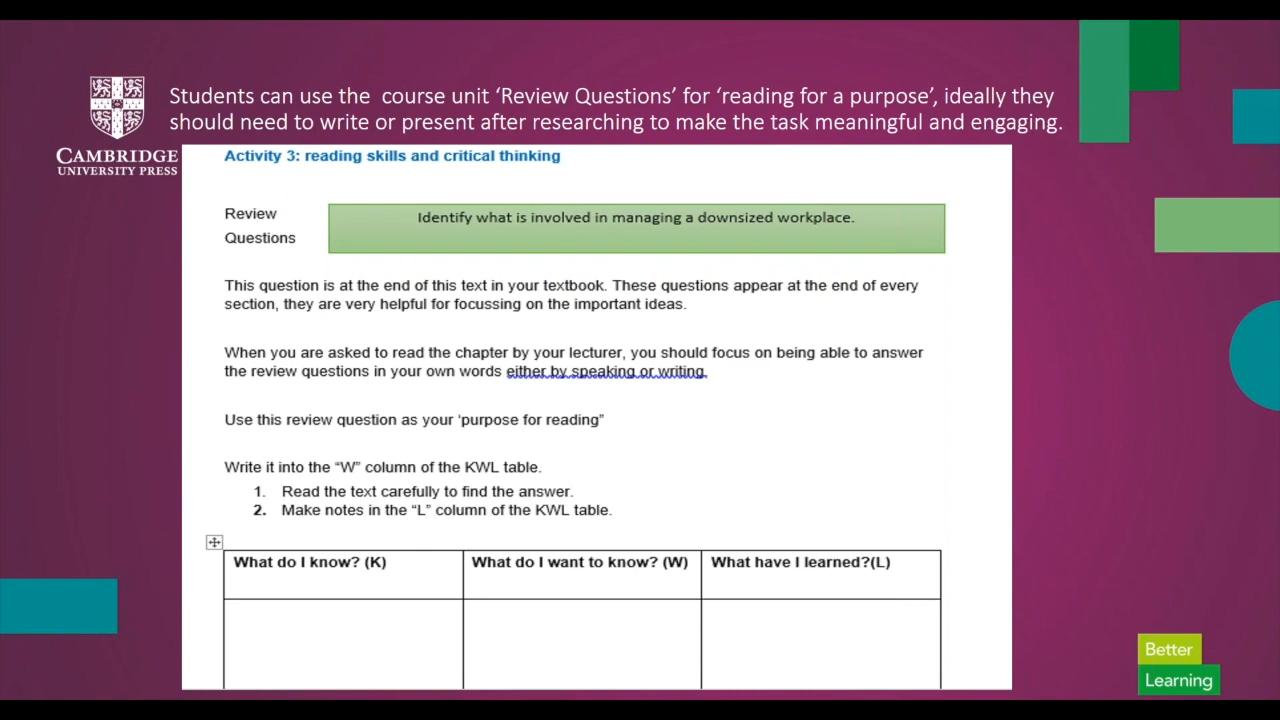 Students can use the  course unit ‘Review Questions’ for ‘reading for a purpose’, ideally they
should need to write or present after researching to make the task meaningful and engaging.
CAMBRIDGE
UNIVERSITY PRESS
Activity 3: reading skills and critical thinking
Review
Questions
Identify what is involved in managing a downsized workplace.
This question is at the end of this text in your textbook. These questions appear at the end of every
section, they are very helpful for focussing on the important ideas.
When you are asked to read the chapter by your lecturer, you should focus on being able to answer
the review questions in your own words either by speaking or writing.
Use this review question as your ‘purpose for reading”
Write it into the “W” column of the KWL table.
1. Read the text carefully to find the answer.
2. Make notes in the “L” column of the KWL table.
What do I know? (K)
What do I want to know? (W)
What have I learned?(L)
Better
Learning